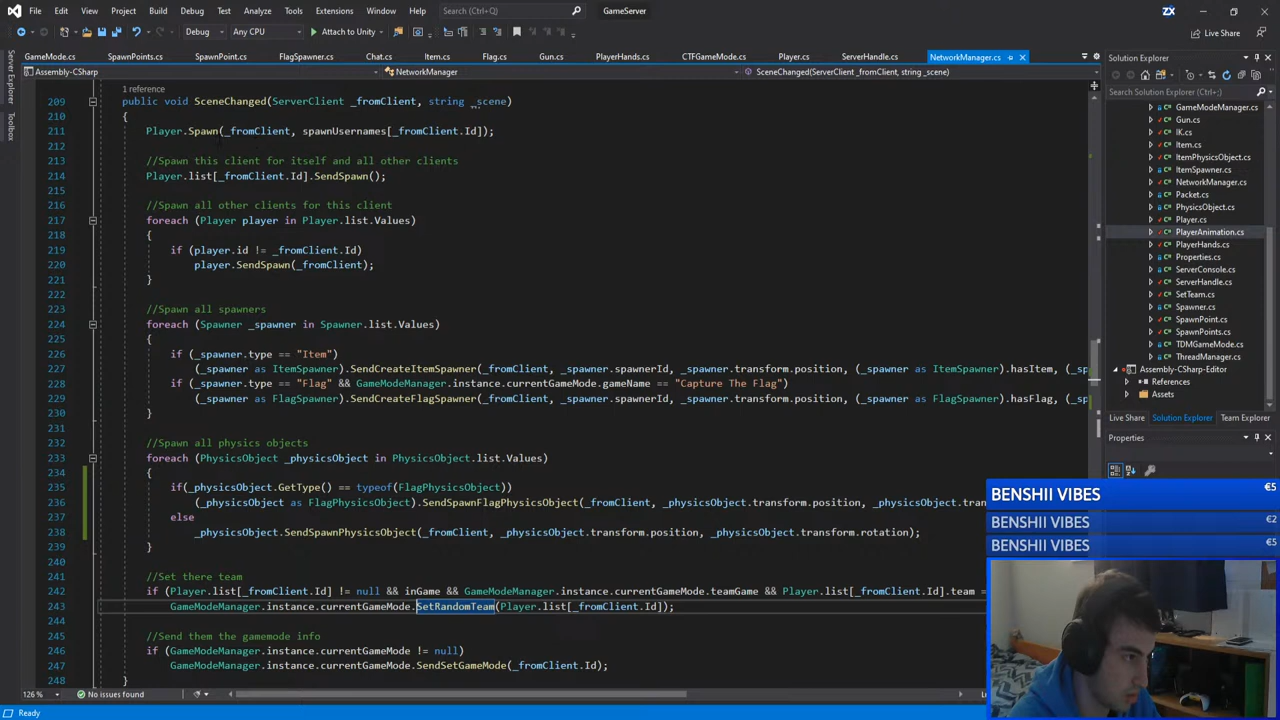 File Edit View Git Project Build Debug Test Analyze Tools Extensions Window Help Search (Ctrl+Q) GameServer ZX
Debug Any CPU Attach to Unity Live Share
GameMode.cs SpawnPoints.cs SpawnPoint.cs FlagSpawner.cs Chat.cs Item.cs Flag.cs Gun.cs PlayerHands.cs CTFGameMode.cs Player.cs ServerHandle.cs NetworkManager.cs
Assembly-CSharp NetworkManager SceneChanged(ServerClient _fromClient, string _scene)
Server Explorer
Toolbox
1 reference
209 public void SceneChanged(ServerClient _fromClient, string _scene)
210 {
211 Player.Spawn(_fromClient, spawnUsernames[_fromClient.Id]);
212
213 //Spawn this client for itself and all other clients
214 Player.list[_fromClient.Id].SendSpawn();
215
216 //Spawn all other clients for this client
217 foreach (Player player in Player.list.Values)
218 {
219 if (player.id != _fromClient.Id)
220 player.SendSpawn(_fromClient);
221 }
222
223 //Spawn all spawners
224 foreach (Spawner _spawner in Spawner.list.Values)
225 {
226 if (_spawner.type == "Item")
227 (_spawner as ItemSpawner).SendCreateItemSpawner(_fromClient, _spawner.spawnerId, _spawner.transform.position, (_spawner as ItemSpawner).hasItem, (_sp
228 if (_spawner.type == "Flag" && GameModeManager.instance.currentGameMode.gameName == "Capture The Flag")
229 (_spawner as FlagSpawner).SendCreateFlagSpawner(_fromClient, _spawner.spawnerId, _spawner.transform.position, (_spawner as FlagSpawner).hasFlag, (_sp
230 }
231
232 //Spawn all physics objects
233 foreach (PhysicsObject _physicsObject in PhysicsObject.list.Values)
234 {
235 if(_physicsObject.GetType() == typeof(FlagPhysicsObject))
236 (_physicsObject as FlagPhysicsObject).SendSpawnFlagPhysicsObject(_fromClient, _physicsObject.transform.position, _physicsObject.trans
237 else
238 _physicsObject.SendSpawnPhysicsObject(_fromClient, _physicsObject.transform.position, _physicsObject.transform.rotation);
239 }
240
241 //Set there team
242 if (Player.list[_fromClient.Id] != null && inGame && GameModeManager.instance.currentGameMode.teamGame && Player.list[_fromClient.Id].team =
243 GameModeManager.instance.currentGameMode.SetRandomTeam(Player.list[_fromClient.Id]);
244
245 //Send them the gamemode info
246 if (GameModeManager.instance.currentGameMode != null)
247 GameModeManager.instance.currentGameMode.SendSetGameMode(_fromClient.Id);
248 }
126 % No issues found
Ready
Solution Explorer
Search Solution Explorer (Ctrl+;)
GameModeManager.cs
Gun.cs
IK.cs
Item.cs
ItemPhysicsObject.cs
ItemSpawner.cs
NetworkManager.cs
Packet.cs
PhysicsObject.cs
Player.cs
PlayerAnimation.cs
PlayerHands.cs
Properties.cs
ServerConsole.cs
ServerHandle.cs
SetTeam.cs
Spawner.cs
SpawnPoint.cs
SpawnPoints.cs
TDMGameMode.cs
ThreadManager.cs
Assembly-CSharp-Editor
References
Assets
Live Share Solution Explorer Team Explorer
Properties
BENSHII VIBES €5
BENSHII VIBES €2
BENSHII VIBES €5